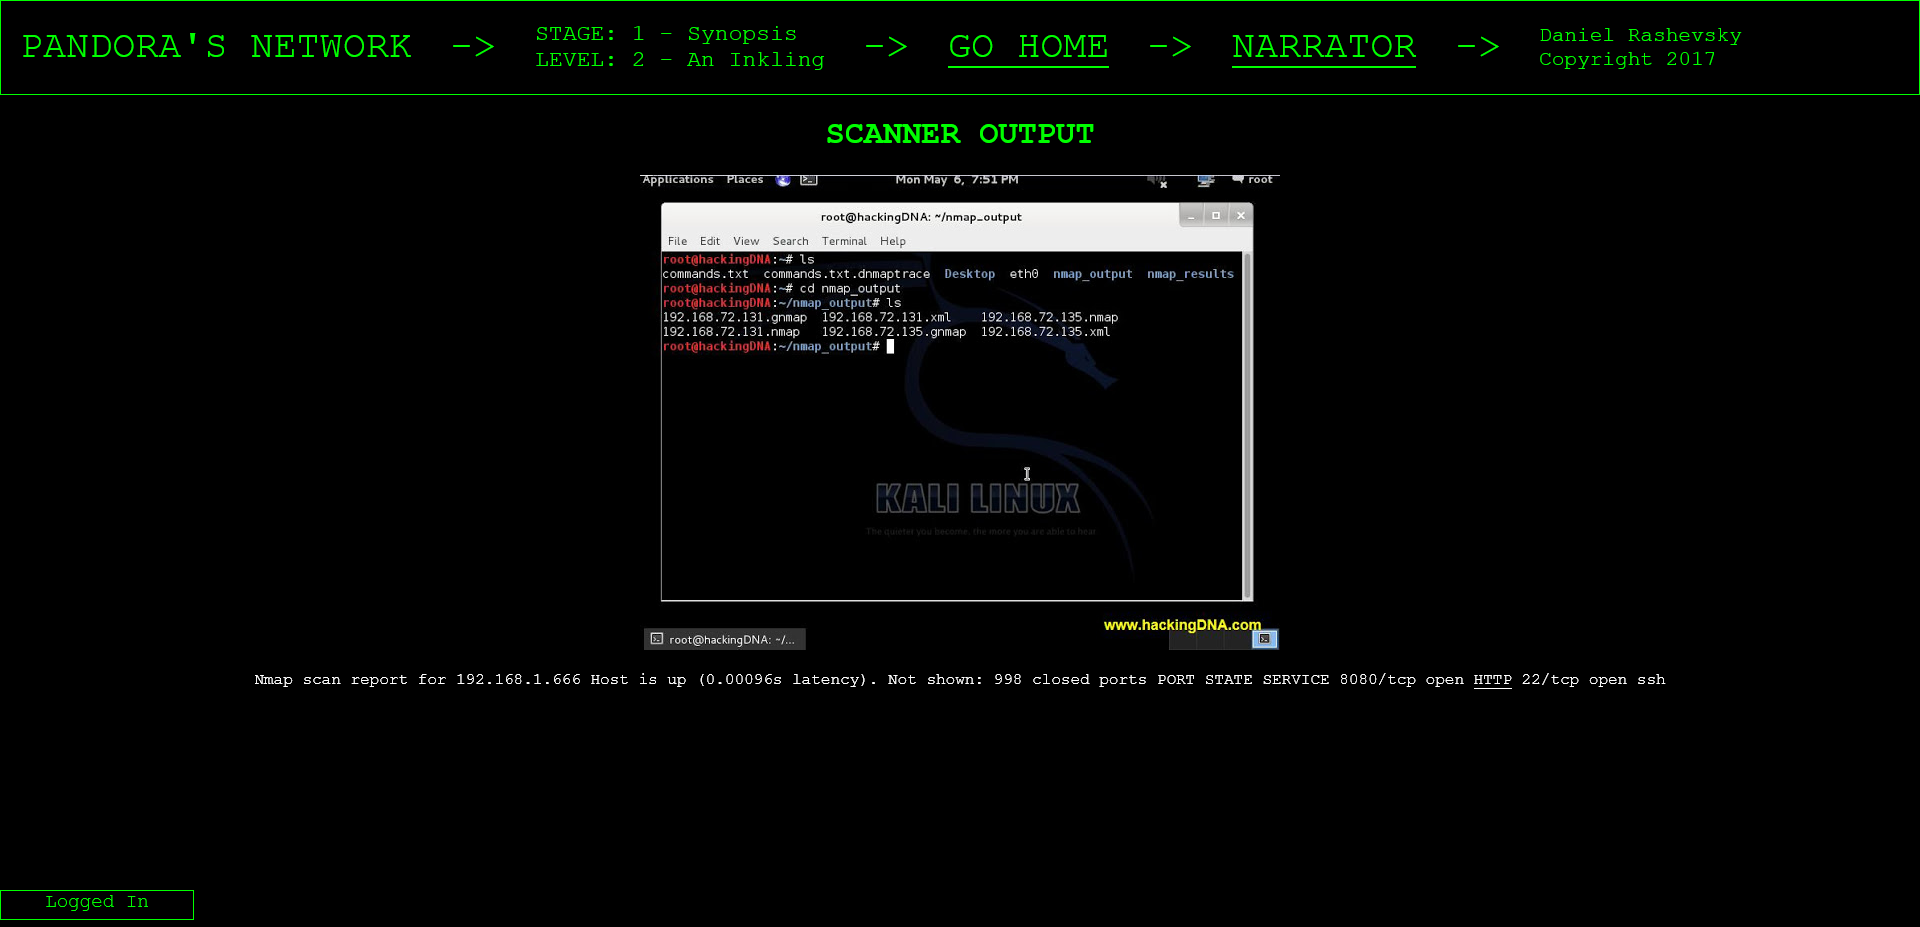 PANDORA'S NETWORK -> STAGE: 1 - Synopsis -> GO HOME -> NARRATOR -> Daniel Rashevsky
LEVEL: 2 - An Inkling Copyright 2017
SCANNER OUTPUT
Applications Places Mon May 6, 7:51 PM root
root@hackingDNA: ~/nmap_output
File Edit View Search Terminal Help
root@hackingDNA:~# ls
commands.txt commands.txt.dnmaptrace Desktop eth0 nmap_output nmap_results
root@hackingDNA:~# cd nmap_output
root@hackingDNA:~/nmap_output# ls
192.168.72.131.gnmap 192.168.72.131.xml 192.168.72.135.nmap
192.168.72.131.nmap 192.168.72.135.gnmap 192.168.72.135.xml
root@hackingDNA:~/nmap_output#
KALI LINUX
The quieter you become, the more you are able to hear
www.hackingDNA.com
root@hackingDNA: ~/...
Nmap scan report for 192.168.1.666 Host is up (0.00096s latency). Not shown: 998 closed ports PORT STATE SERVICE 8080/tcp open HTTP 22/tcp open ssh
Logged In